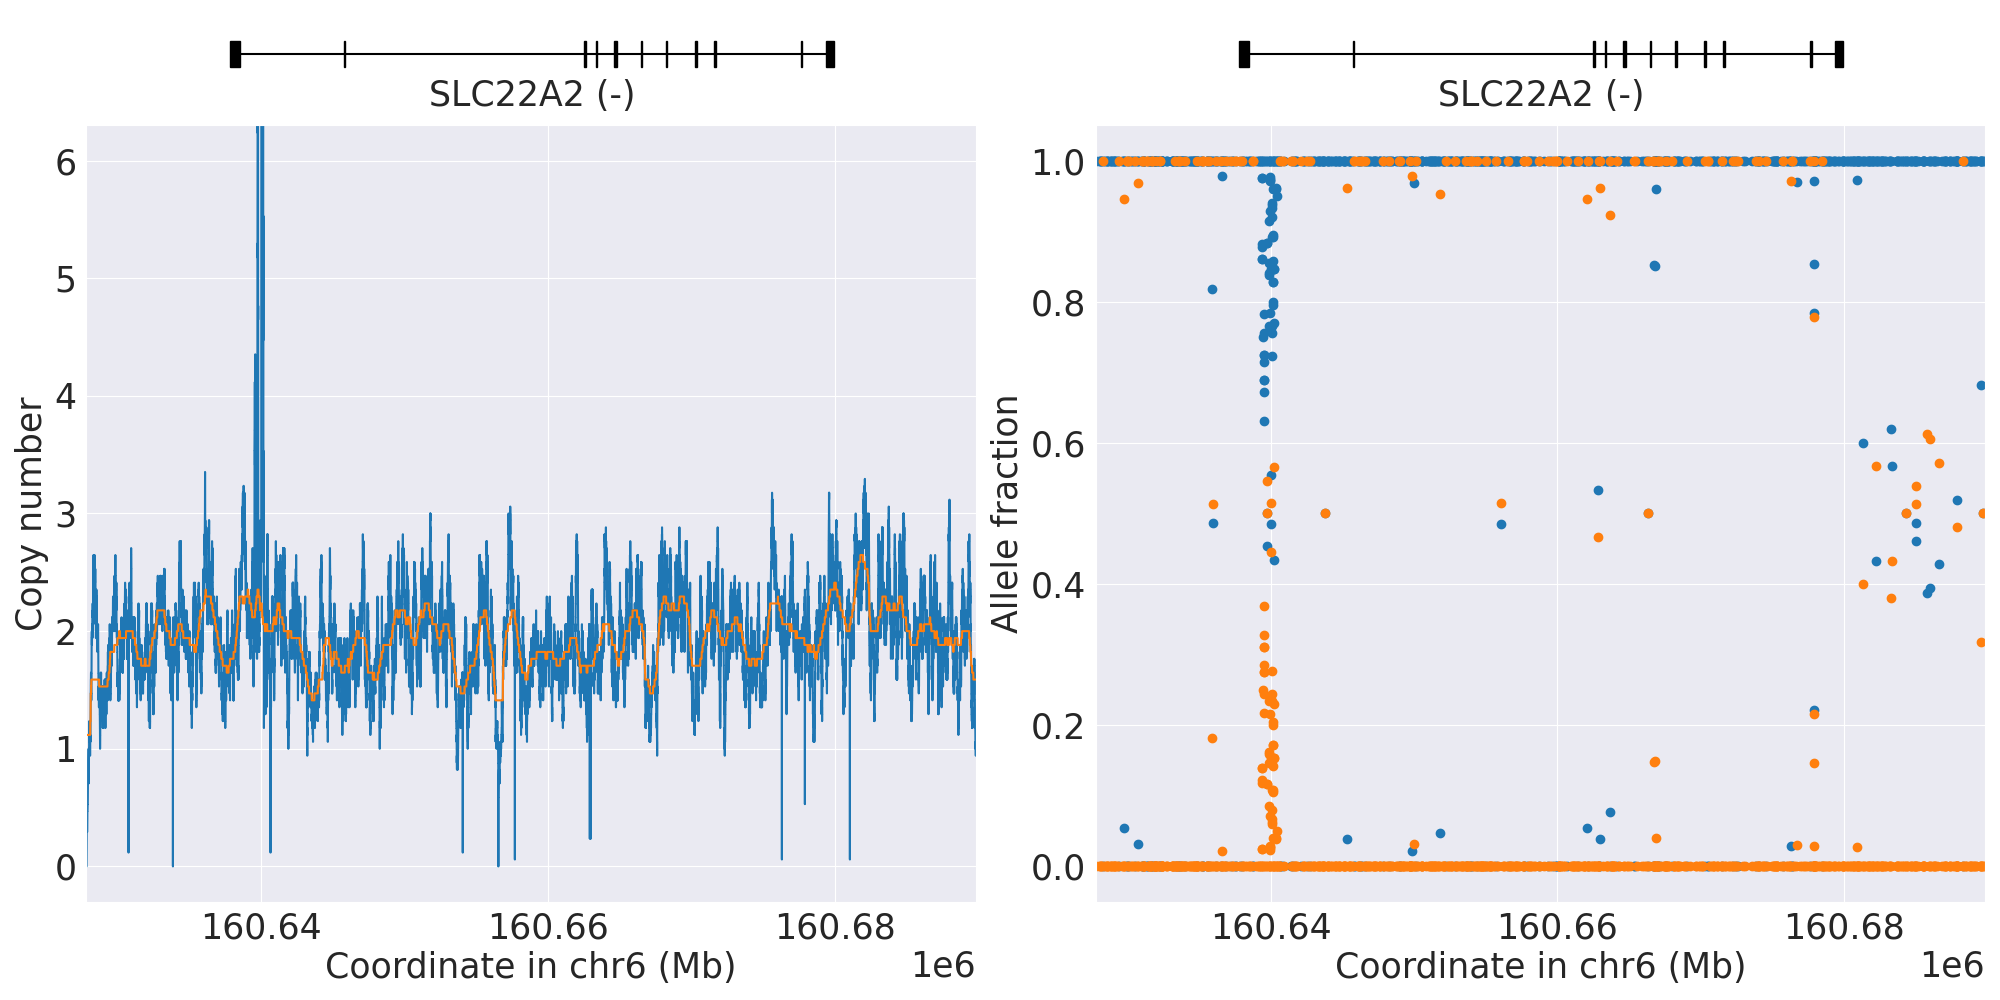 SLC22A2 (-)
6
5
4
3
2
1
0
Copy number
160.64
160.66
160.68
Coordinate in chr6 (Mb)
1e6
SLC22A2 (-)
1.0
0.8
0.6
0.4
0.2
0.0
Allele fraction
160.64
160.66
160.68
Coordinate in chr6 (Mb)
1e6